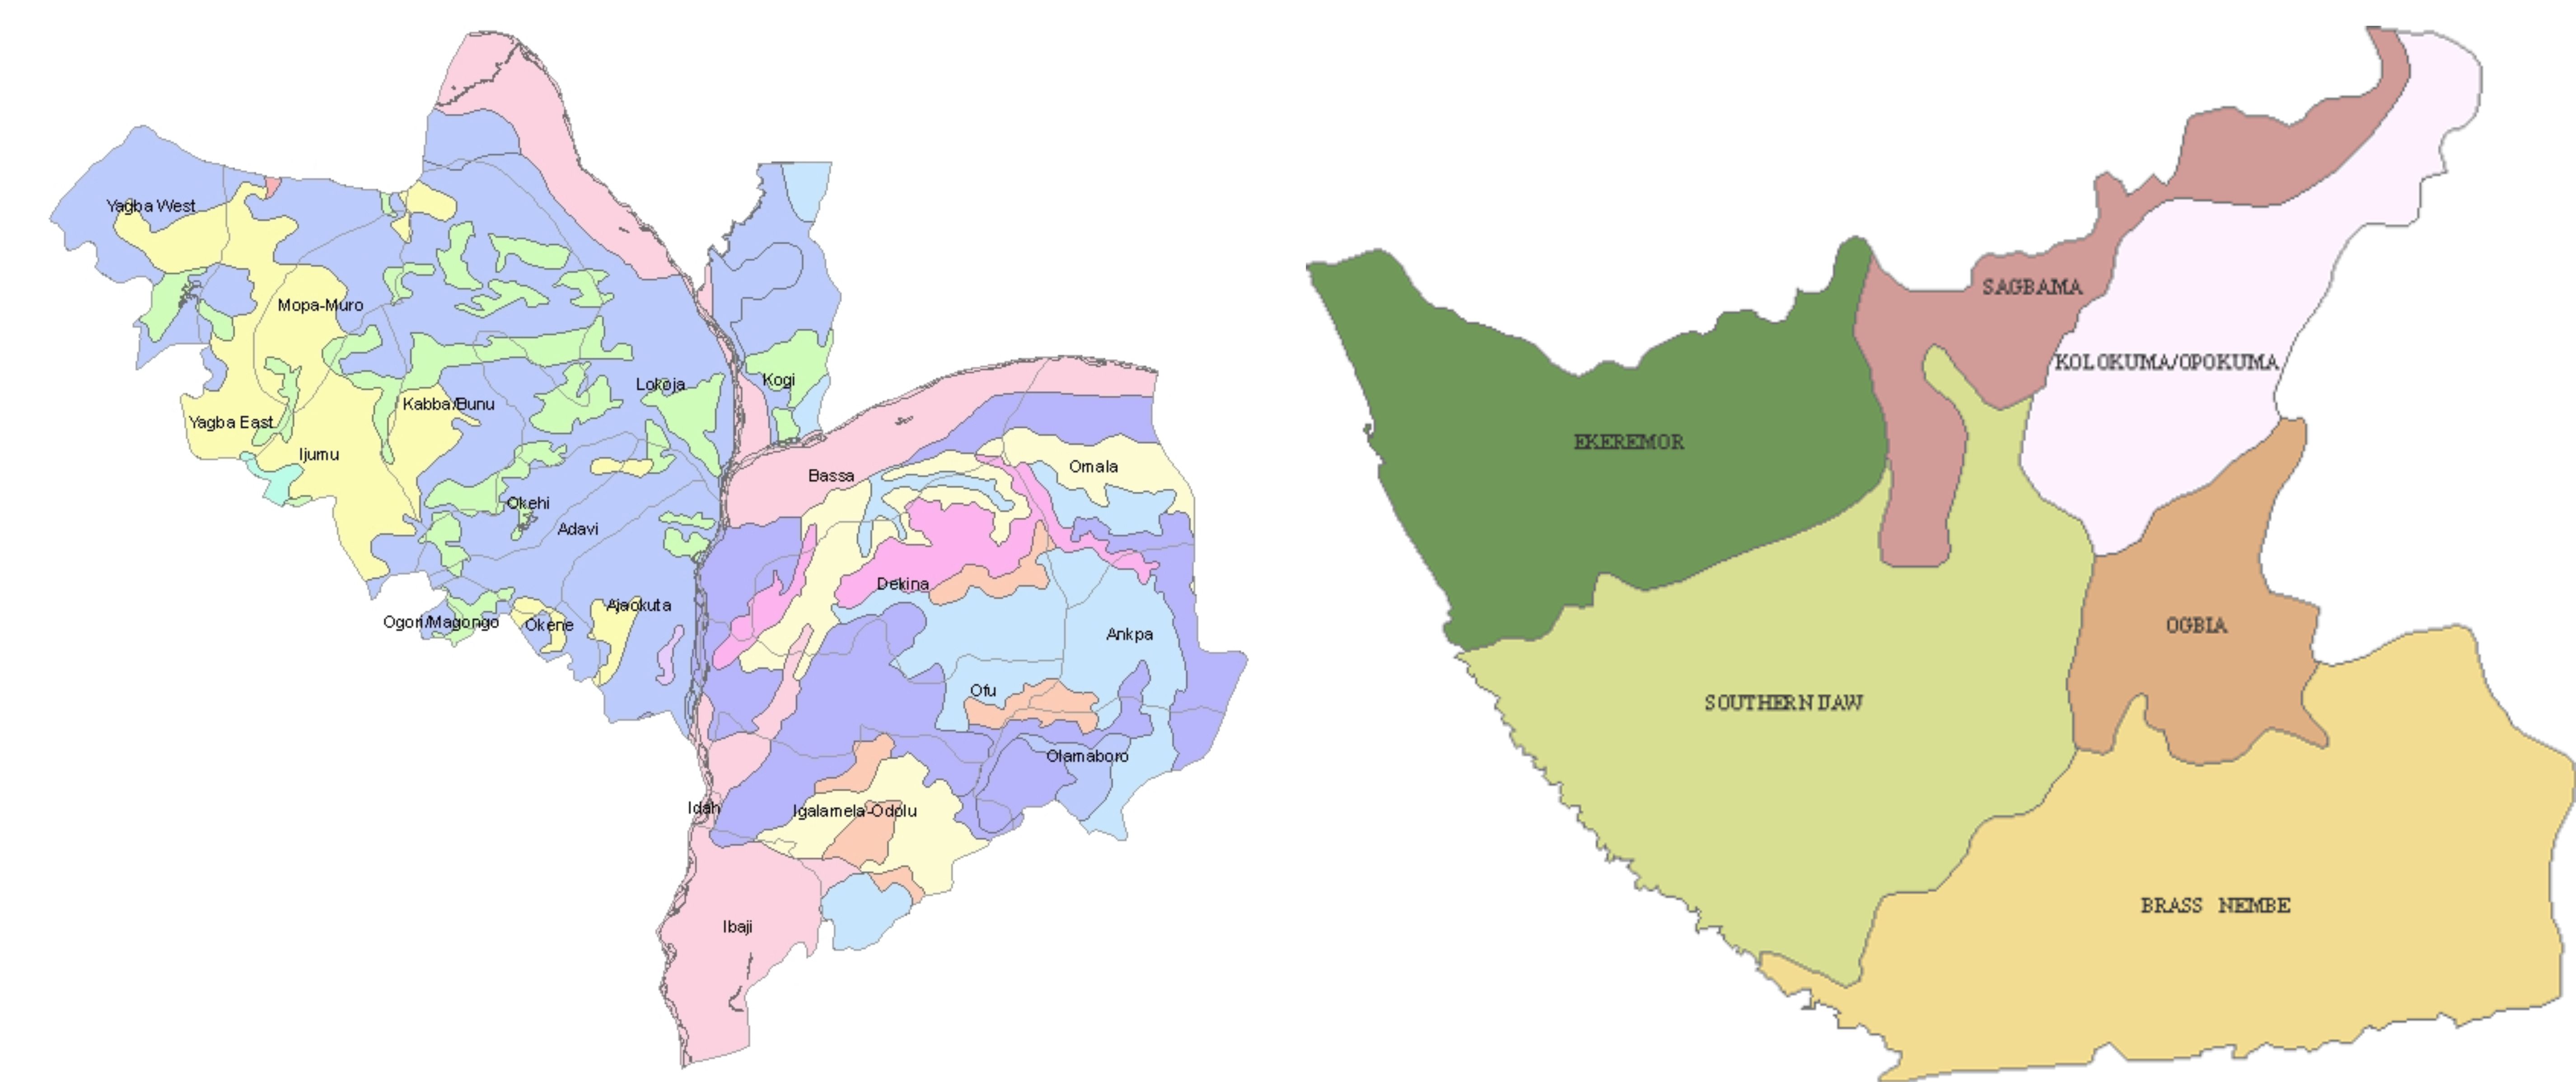 Yagba West
Mopa-Muro
Lokoja
Kogi
Kabba/Bunu
Yagba East
Ijumu
Bassa
Omala
Okehi
Adavi
Dekina
Ajaokuta
Ogori/Magongo
Okene
Ankpa
Ofu
Olamaboro
Idah
Igalamela-Odolu
Ibaji
SAGBAMA
KOLOKUMA/OPOKUMA
EKEREMOR
OGBIA
SOUTHERN IJAW
BRASS NEMBE